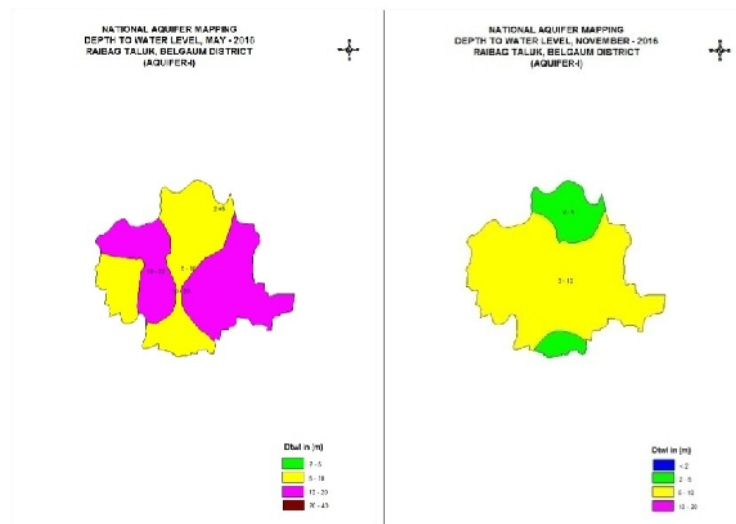 NATIONAL AQUIFER MAPPING
DEPTH TO WATER LEVEL, MAY - 2016
RAIBAG TALUK, BELGAUM DISTRICT
(AQUIFER-I)
Dtwl in (m)
2 - 5
5 - 10
10 - 20
20 - 40
NATIONAL AQUIFER MAPPING
DEPTH TO WATER LEVEL, NOVEMBER - 2016
RAIBAG TALUK, BELGAUM DISTRICT
(AQUIFER-I)
Dtwl in (m)
< 2
2 - 5
5 - 10
10 - 20